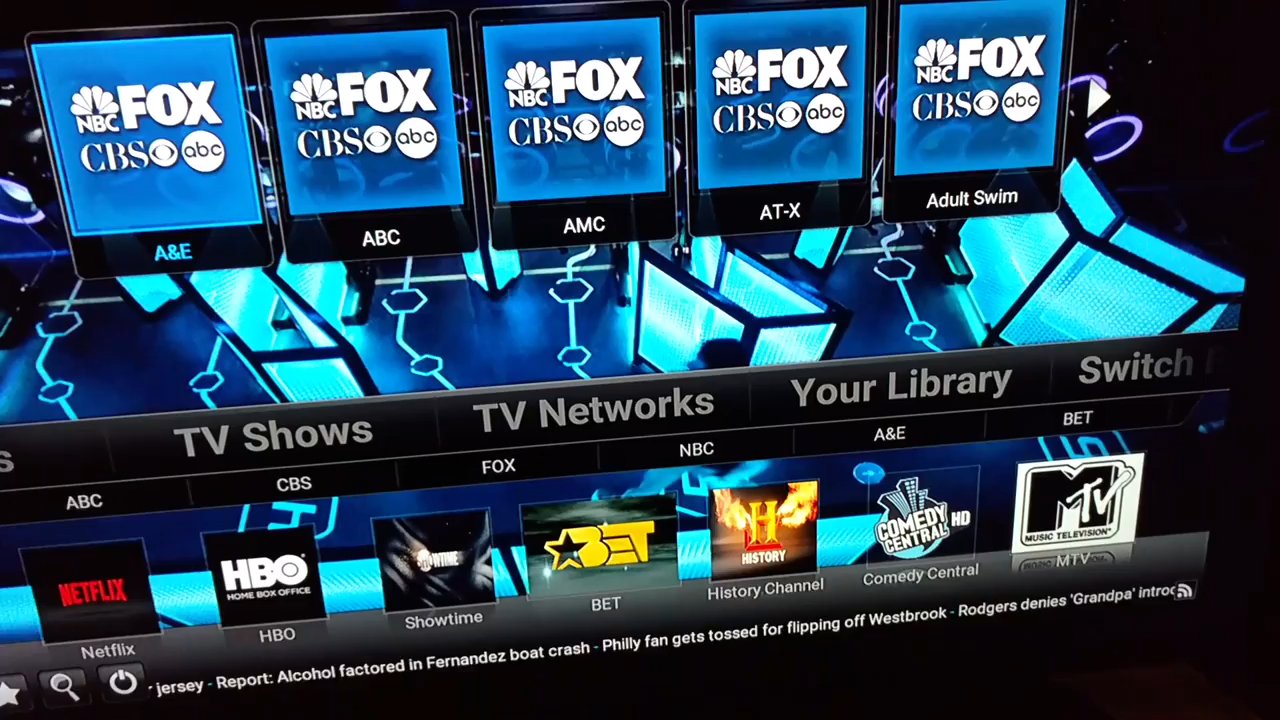 NBC FOX
CBS abc
A&E
NBC FOX
CBS abc
ABC
NBC FOX
CBS abc
AMC
NBC FOX
CBS abc
AT-X
NBC FOX
CBS abc
Adult Swim
s
TV Shows
TV Networks
Your Library
Switch
ABC
CBS
FOX
NBC
A&E
BET
NETFLIX
Netflix
HBO
HOME BOX OFFICE
HBO
SHOWTIME
Showtime
BET
BET
H
HISTORY
History Channel
COMEDY
CENTRAL HD
Comedy Central
MTV
MUSIC TELEVISION
MTV
r jersey - Report: Alcohol factored in Fernandez boat crash - Philly fan gets tossed for flipping off Westbrook - Rodgers denies 'Grandpa' introd